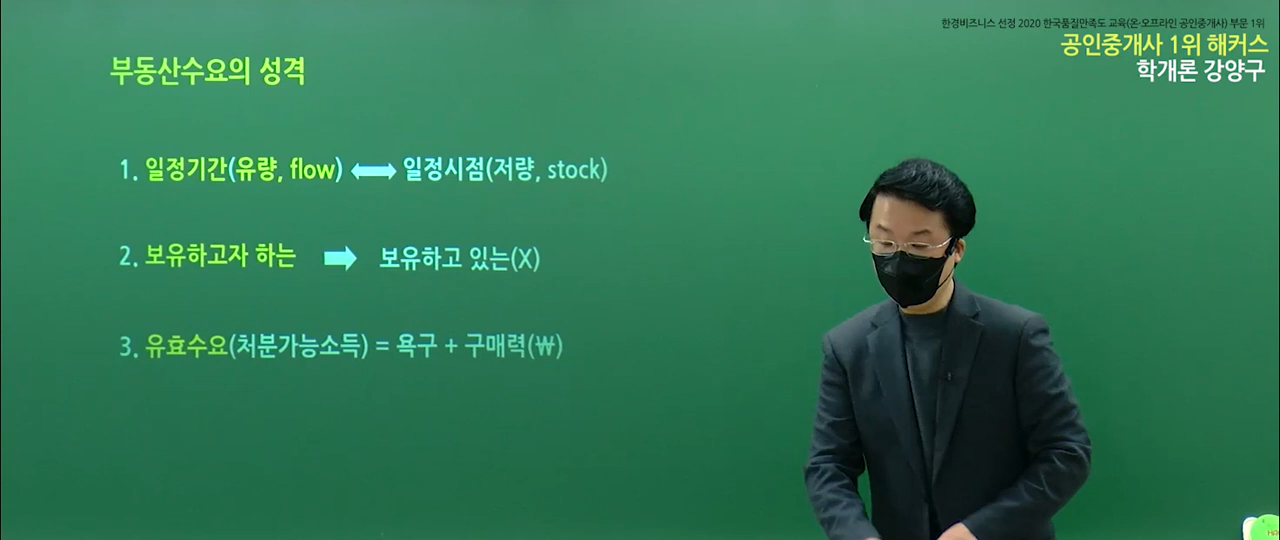 한경비즈니스 선정 2020 한국품질만족도 교육(온·오프라인 공인중개사) 부문 1위
공인중개사 1위 해커스
학개론 강양구
부동산수요의 성격
1. 일정기간(유량, flow) ⟷ 일정시점(저량, stock)
2. 보유하고자 하는 ➡ 보유하고 있는(X)
3. 유효수요(처분가능소득) = 욕구 + 구매력(₩)